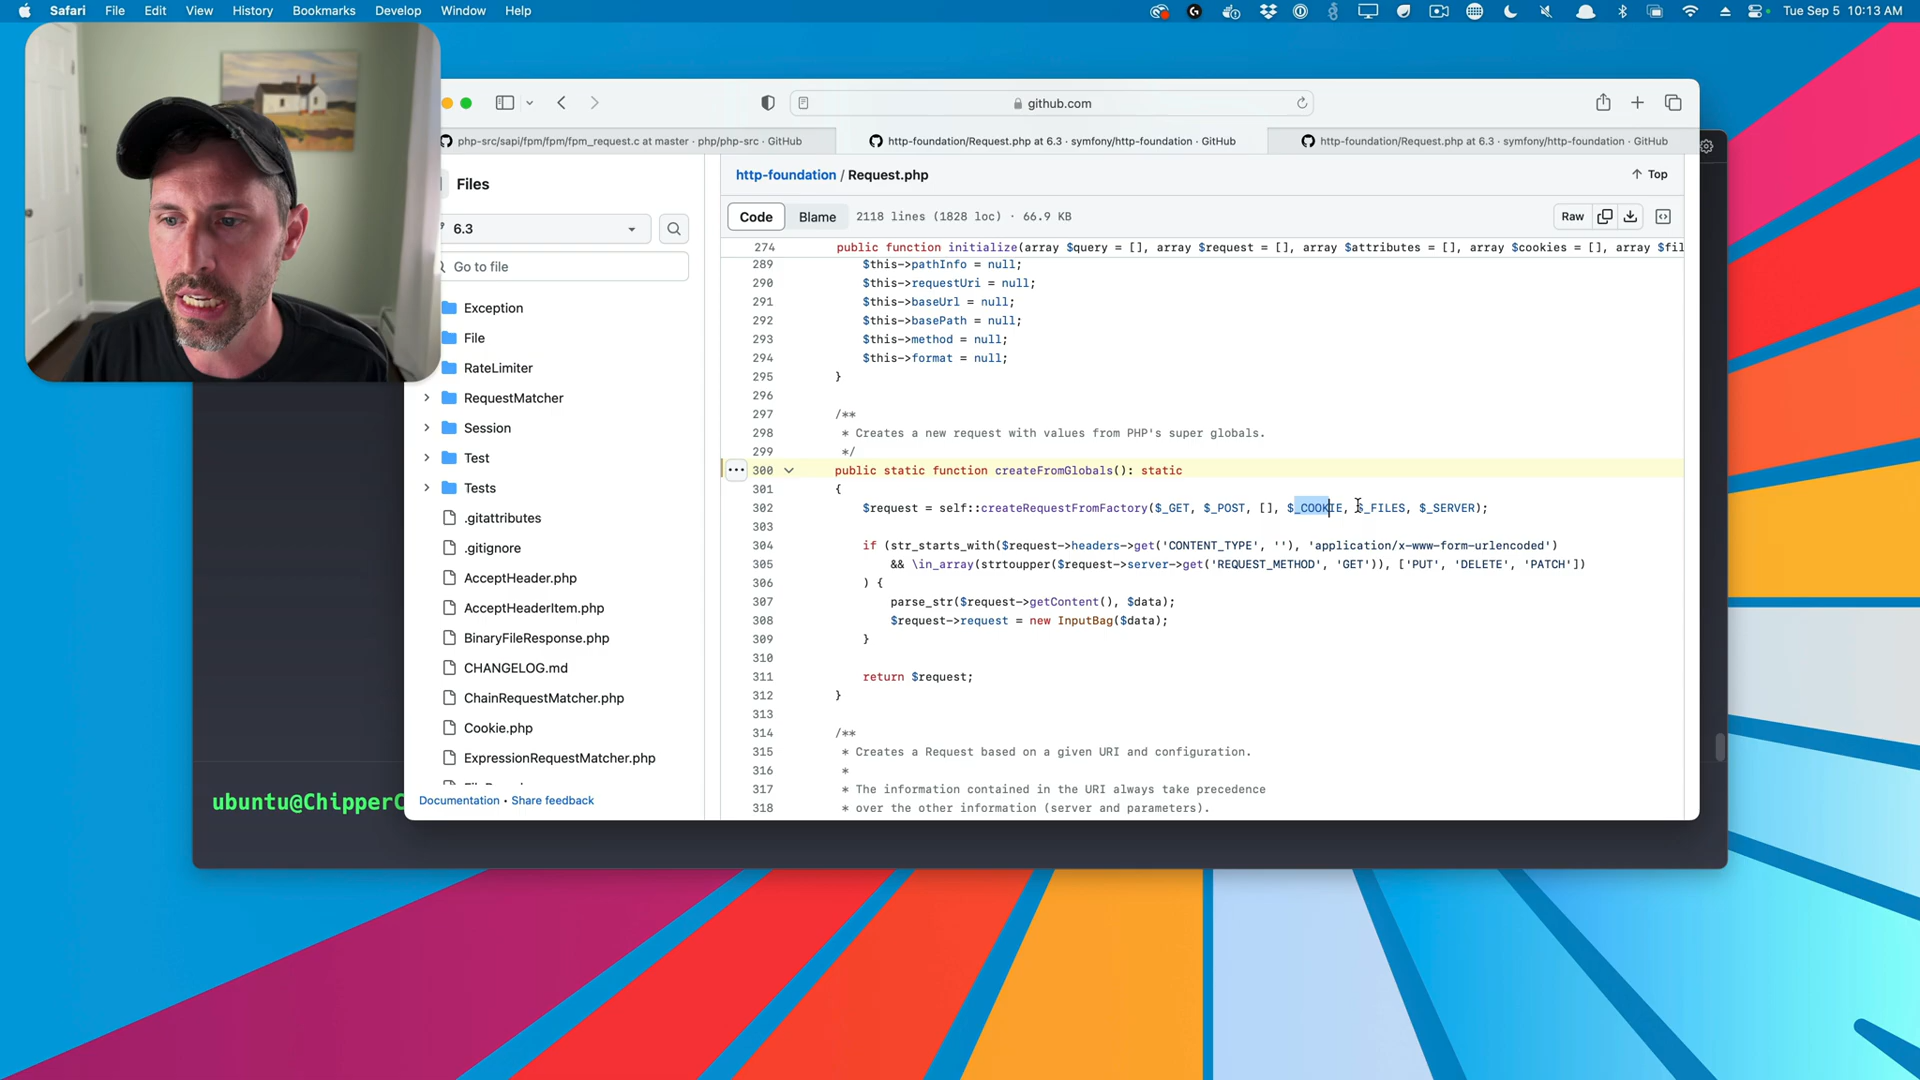 Safari File Edit View History Bookmarks Develop Window Help
Tue Sep 5 10:13 AM
github.com
php-src/sapi/fpm/fpm/fpm_request.c at master · php/php-src · GitHub
http-foundation/Request.php at 6.3 · symfony/http-foundation · GitHub
http-foundation/Request.php at 6.3 · symfony/http-foundation · GitHub
Files
6.3
Go to file
Exception
File
RateLimiter
RequestMatcher
Session
Test
Tests
.gitattributes
.gitignore
AcceptHeader.php
AcceptHeaderItem.php
BinaryFileResponse.php
CHANGELOG.md
ChainRequestMatcher.php
Cookie.php
ExpressionRequestMatcher.php
Documentation • Share feedback
http-foundation / Request.php
Top
Code Blame 2118 lines (1828 loc) · 66.9 KB
Raw
274 public function initialize(array $query = [], array $request = [], array $attributes = [], array $cookies = [], array $fil
289 $this->pathInfo = null;
290 $this->requestUri = null;
291 $this->baseUrl = null;
292 $this->basePath = null;
293 $this->method = null;
294 $this->format = null;
295 }
296
297 /**
298 * Creates a new request with values from PHP's super globals.
299 */
300 public static function createFromGlobals(): static
301 {
302 $request = self::createRequestFromFactory($_GET, $_POST, [], $_COOKIE, $_FILES, $_SERVER);
303
304 if (str_starts_with($request->headers->get('CONTENT_TYPE', ''), 'application/x-www-form-urlencoded')
305 && \in_array(strtoupper($request->server->get('REQUEST_METHOD', 'GET')), ['PUT', 'DELETE', 'PATCH'])
306 ) {
307 parse_str($request->getContent(), $data);
308 $request->request = new InputBag($data);
309 }
310
311 return $request;
312 }
313
314 /**
315 * Creates a Request based on a given URI and configuration.
316 *
317 * The information contained in the URI always take precedence
318 * over the other information (server and parameters).
ubuntu@ChipperC